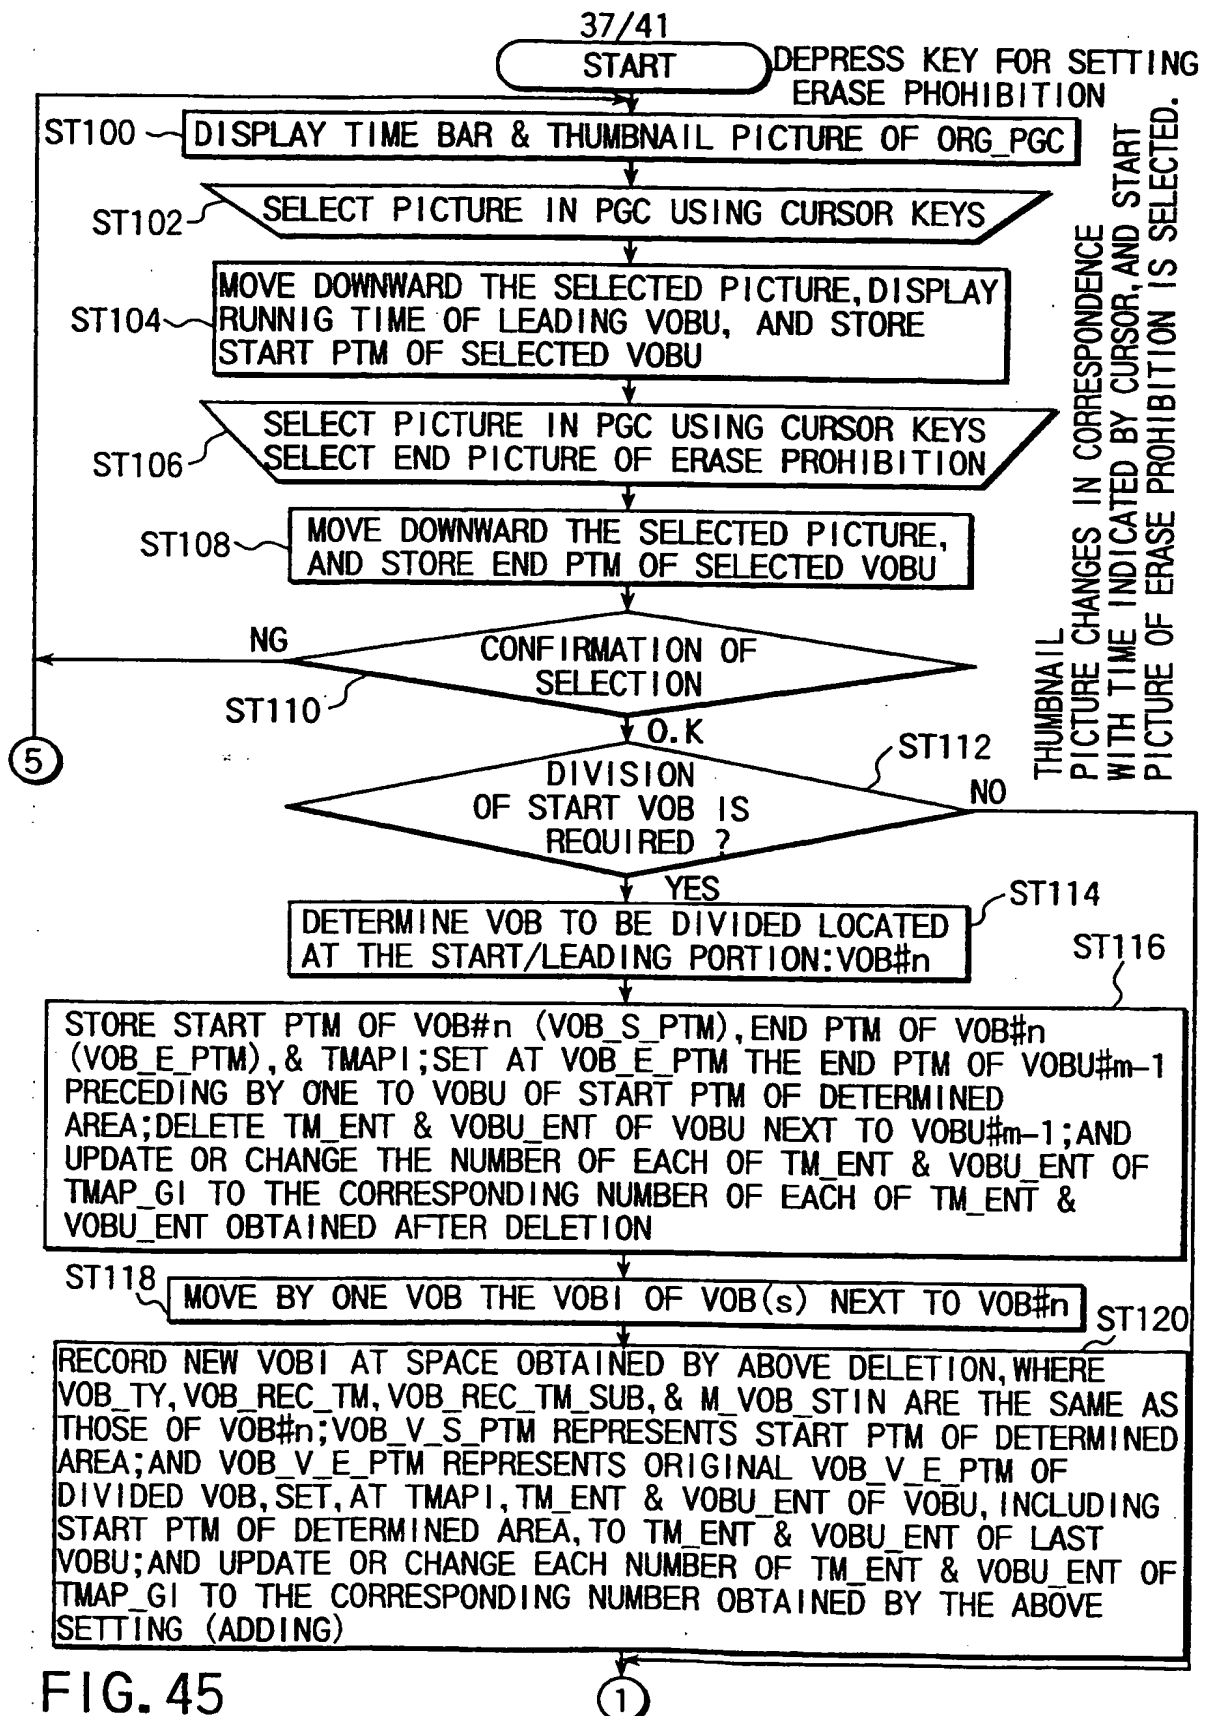 37/41
START
DEPRESS KEY FOR SETTING
ERASE PHOHIBITION
ST100
DISPLAY TIME BAR & THUMBNAIL PICTURE OF ORG_PGC
ST102
SELECT PICTURE IN PGC USING CURSOR KEYS
THUMBNAIL
PICTURE CHANGES IN CORRESPONDENCE
WITH TIME INDICATED BY CURSOR, AND START
PICTURE OF ERASE PROHIBITION IS SELECTED.
ST104
MOVE DOWNWARD THE SELECTED PICTURE, DISPLAY
RUNNIG TIME OF LEADING VOBU, AND STORE
START PTM OF SELECTED VOBU
ST106
SELECT PICTURE IN PGC USING CURSOR KEYS
SELECT END PICTURE OF ERASE PROHIBITION
ST108
MOVE DOWNWARD THE SELECTED PICTURE,
AND STORE END PTM OF SELECTED VOBU
NG
CONFIRMATION OF
SELECTION
ST110
O.K
5
ST112
DIVISION
OF START VOB IS
REQUIRED ?
NO
YES
ST114
DETERMINE VOB TO BE DIVIDED LOCATED
AT THE START/LEADING PORTION:VOB#n
ST116
STORE START PTM OF VOB#n (VOB_S_PTM), END PTM OF VOB#n
(VOB_E_PTM), & TMAPI;SET AT VOB_E_PTM THE END PTM OF VOBU#m-1
PRECEDING BY ONE TO VOBU OF START PTM OF DETERMINED
AREA;DELETE TM_ENT & VOBU_ENT OF VOBU NEXT TO VOBU#m-1;AND
UPDATE OR CHANGE THE NUMBER OF EACH OF TM_ENT & VOBU_ENT OF
TMAP_GI TO THE CORRESPONDING NUMBER OF EACH OF TM_ENT &
VOBU_ENT OBTAINED AFTER DELETION
ST118
MOVE BY ONE VOB THE VOBI OF VOB(s) NEXT TO VOB#n
ST120
RECORD NEW VOBI AT SPACE OBTAINED BY ABOVE DELETION, WHERE
VOB_TY, VOB_REC_TM, VOB_REC_TM_SUB, & M_VOB_STIN ARE THE SAME AS
THOSE OF VOB#n;VOB_V_S_PTM REPRESENTS START PTM OF DETERMINED
AREA;AND VOB_V_E_PTM REPRESENTS ORIGINAL VOB_V_E_PTM OF
DIVIDED VOB, SET, AT TMAPI, TM_ENT & VOBU_ENT OF VOBU, INCLUDING
START PTM OF DETERMINED AREA, TO TM_ENT & VOBU_ENT OF LAST
VOBU;AND UPDATE OR CHANGE EACH NUMBER OF TM_ENT & VOBU_ENT OF
TMAP_GI TO THE CORRESPONDING NUMBER OBTAINED BY THE ABOVE
SETTING (ADDING)
FIG. 45
1